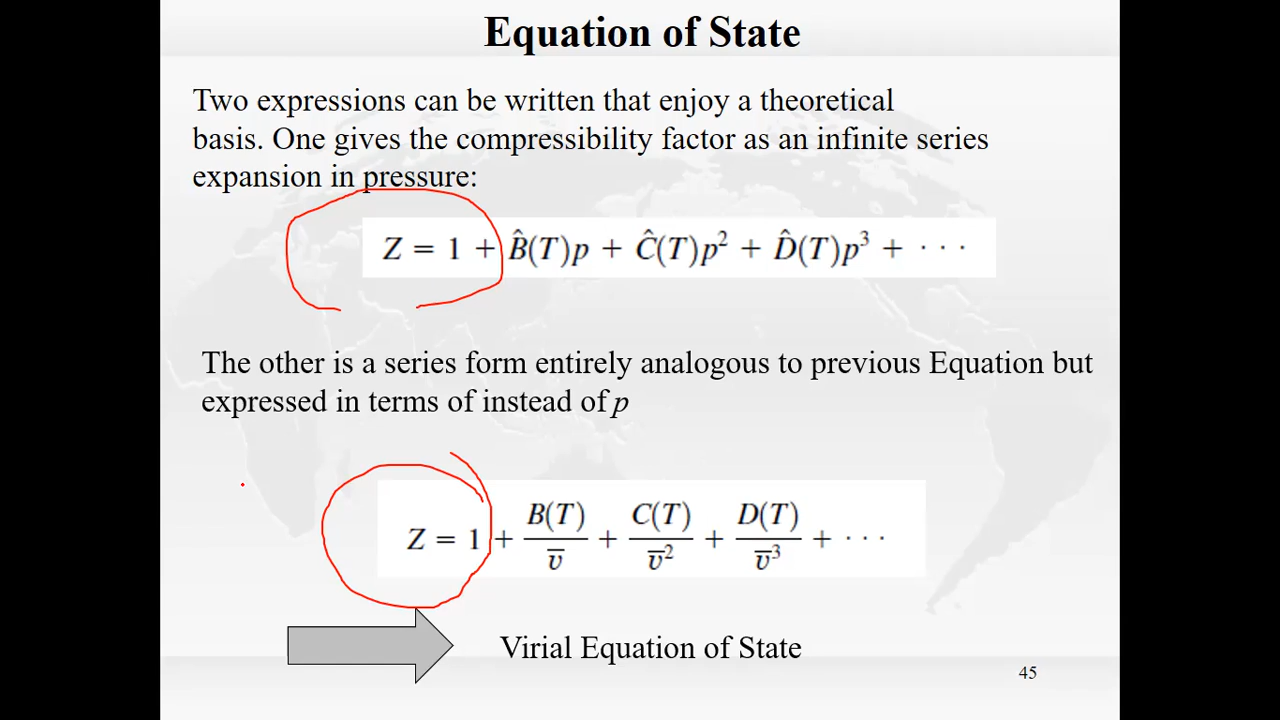 Equation of State
Two expressions can be written that enjoy a theoretical
basis. One gives the compressibility factor as an infinite series
expansion in pressure:
Z = 1 + B̂(T)p + Ĉ(T)p² + D̂(T)p³ + · · ·
The other is a series form entirely analogous to previous Equation but
expressed in terms of instead of p
Z = 1 + B(T)/v̅ + C(T)/v̅² + D(T)/v̅³ + · · ·
Virial Equation of State
45